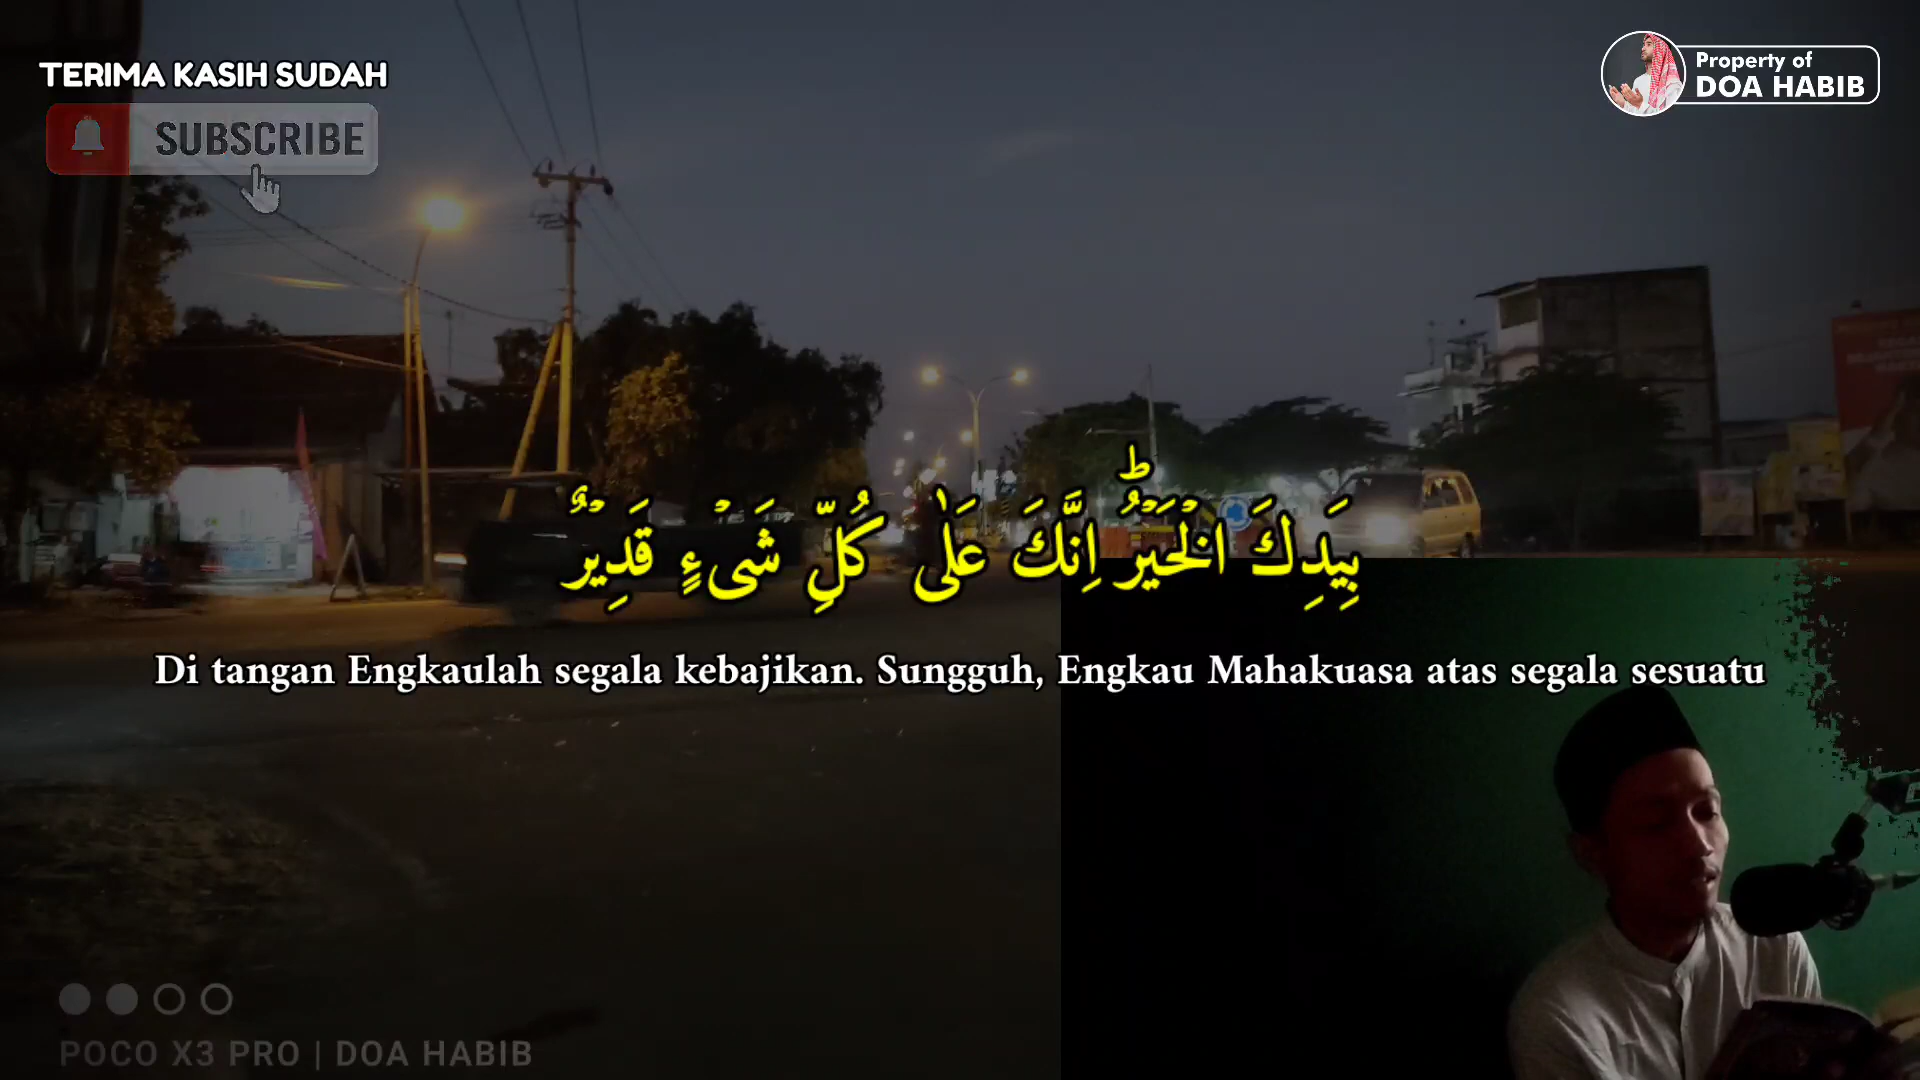 TERIMA KASIH SUDAH
SUBSCRIBE
Property of
DOA HABIB
بِيَدِكَ الْخَيْرُ ۗ اِنَّكَ عَلٰى كُلِّ شَىْءٍ قَدِيْرٌ
Di tangan Engkaulah segala kebajikan. Sungguh, Engkau Mahakuasa atas segala sesuatu
POCO X3 PRO | DOA HABIB